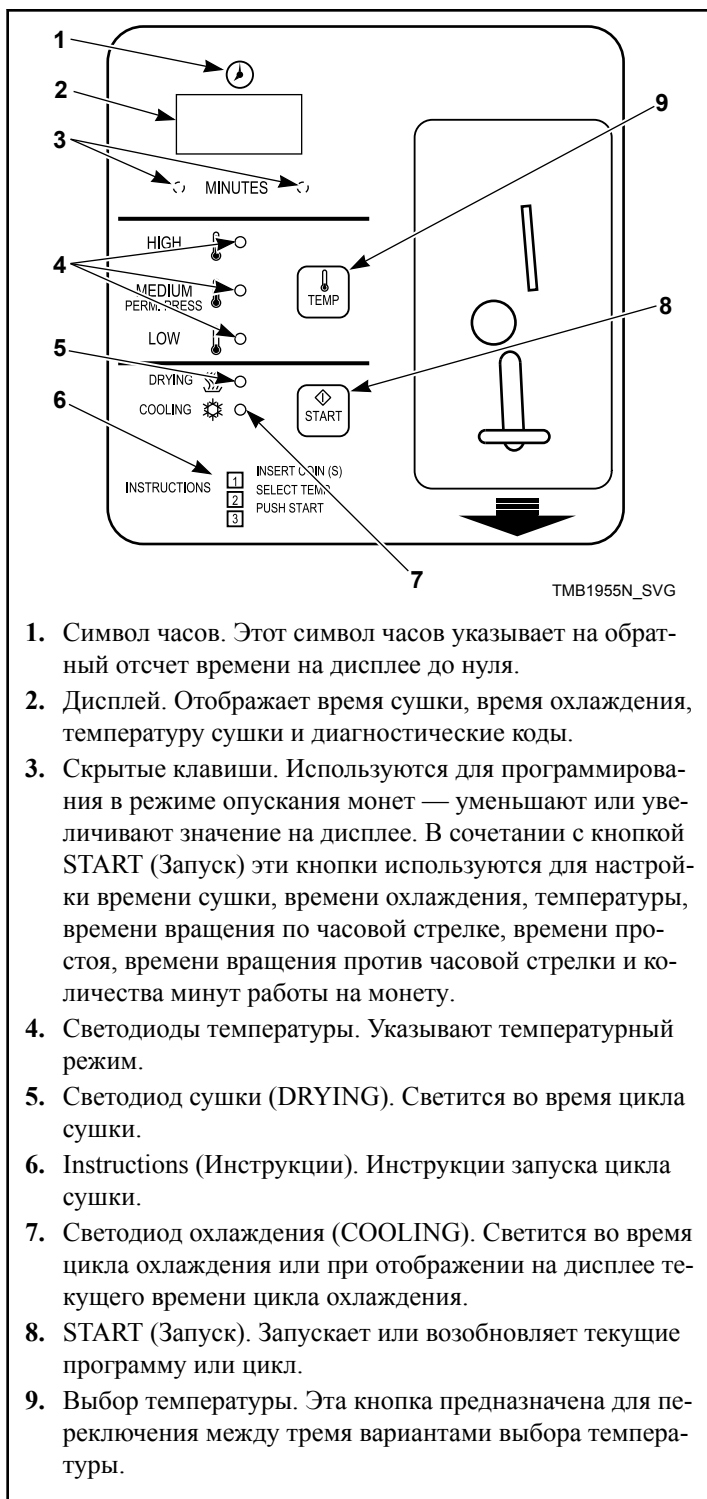 1
2
3
MINUTES
9
HIGH
4
MEDIUM
PERM. PRESS
TEMP
LOW
8
5
DRYING
6
COOLING
START
INSTRUCTIONS
1 INSERT COIN (S)
2 SELECT TEMP
3 PUSH START
7
TMB1955N_SVG
1. Символ часов. Этот символ часов указывает на обрат-
ный отсчет времени на дисплее до нуля.
2. Дисплей. Отображает время сушки, время охлаждения,
температуру сушки и диагностические коды.
3. Скрытые клавиши. Используются для программирова-
ния в режиме опускания монет — уменьшают или уве-
личивают значение на дисплее. В сочетании с кнопкой
START (Запуск) эти кнопки используются для настрой-
ки времени сушки, времени охлаждения, температуры,
времени вращения по часовой стрелке, времени про-
стоя, времени вращения против часовой стрелки и ко-
личества минут работы на монету.
4. Светодиоды температуры. Указывают температурный
режим.
5. Светодиод сушки (DRYING). Светится во время цикла
сушки.
6. Instructions (Инструкции). Инструкции запуска цикла
сушки.
7. Светодиод охлаждения (COOLING). Светится во время
цикла охлаждения или при отображении на дисплее те-
кущего времени цикла охлаждения.
8. START (Запуск). Запускает или возобновляет текущие
программу или цикл.
9. Выбор температуры. Эта кнопка предназначена для пе-
реключения между тремя вариантами выбора темпера-
туры.